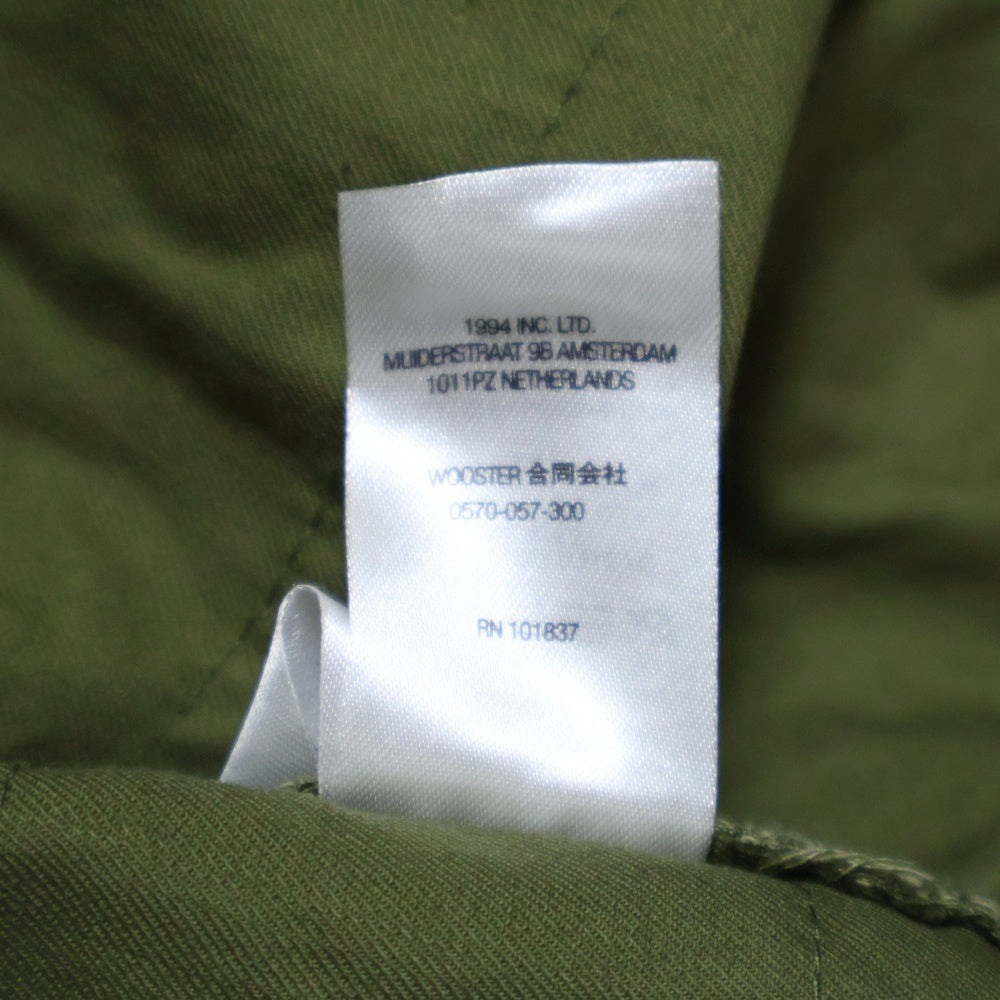 1994 INC. LTD.
MUIDERSTRAAT 9B AMSTERDAM
1011PZ NETHERLANDS
WOOSTER 合同会社
0570-057-300
RN 101837